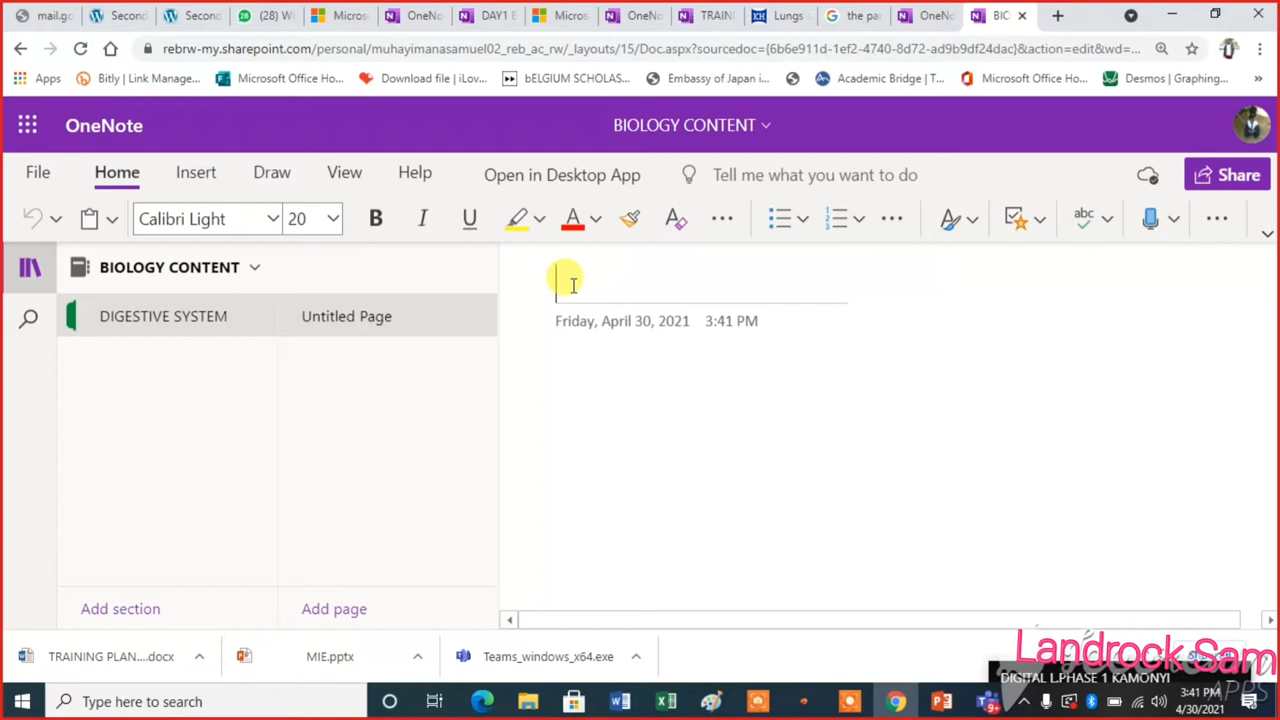 mail.go
Second
Second
(28) W
Micros
OneNo
DAY1 E
Micros
OneNo
TRAIN
Lungs
the pa
OneNo
BIC
rebrw-my.sharepoint.com/personal/muhayimanasamuel02_reb_ac_rw/_layouts/15/Doc.aspx?sourcedoc={6b6e911d-1ef2-4740-8d72-ad9b9df24dac}&action=edit&wd=...
Apps
Bitly | Link Manage...
Microsoft Office Ho...
Download file | iLov...
bELGIUM SCHOLAS...
Embassy of Japan i...
Academic Bridge | T...
Microsoft Office Ho...
Desmos | Graphing...
OneNote
BIOLOGY CONTENT
File
Home
Insert
Draw
View
Help
Open in Desktop App
Tell me what you want to do
Share
Calibri Light
20
B
I
U
A
A
abc
BIOLOGY CONTENT
DIGESTIVE SYSTEM
Untitled Page
Friday, April 30, 2021 3:41 PM
Add section
Add page
TRAINING PLAN....docx
MIE.pptx
Teams_windows_x64.exe
Landrock Sam
DIGITAL L.PHASE 1 KAMONYI
APPS
Type here to search
9+
3:41 PM
4/30/2021